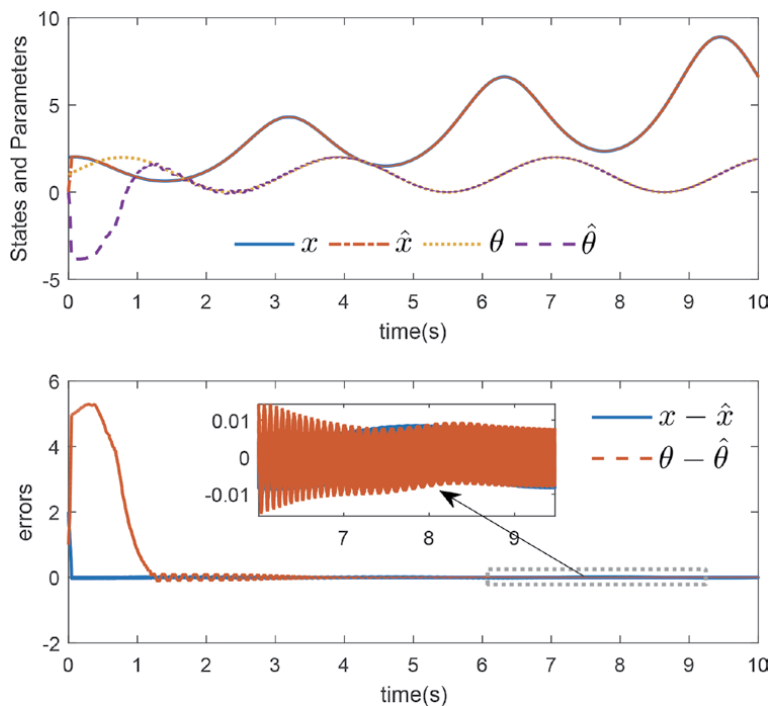 States and Parameters
10
5
0
-5
x x̂ θ θ̂
0 1 2 3 4 5 6 7 8 9 10
time(s)
errors
6
4
2
0
-2
0.01
0
-0.01
7 8 9
x − x̂
θ − θ̂
0 1 2 3 4 5 6 7 8 9 10
time(s)